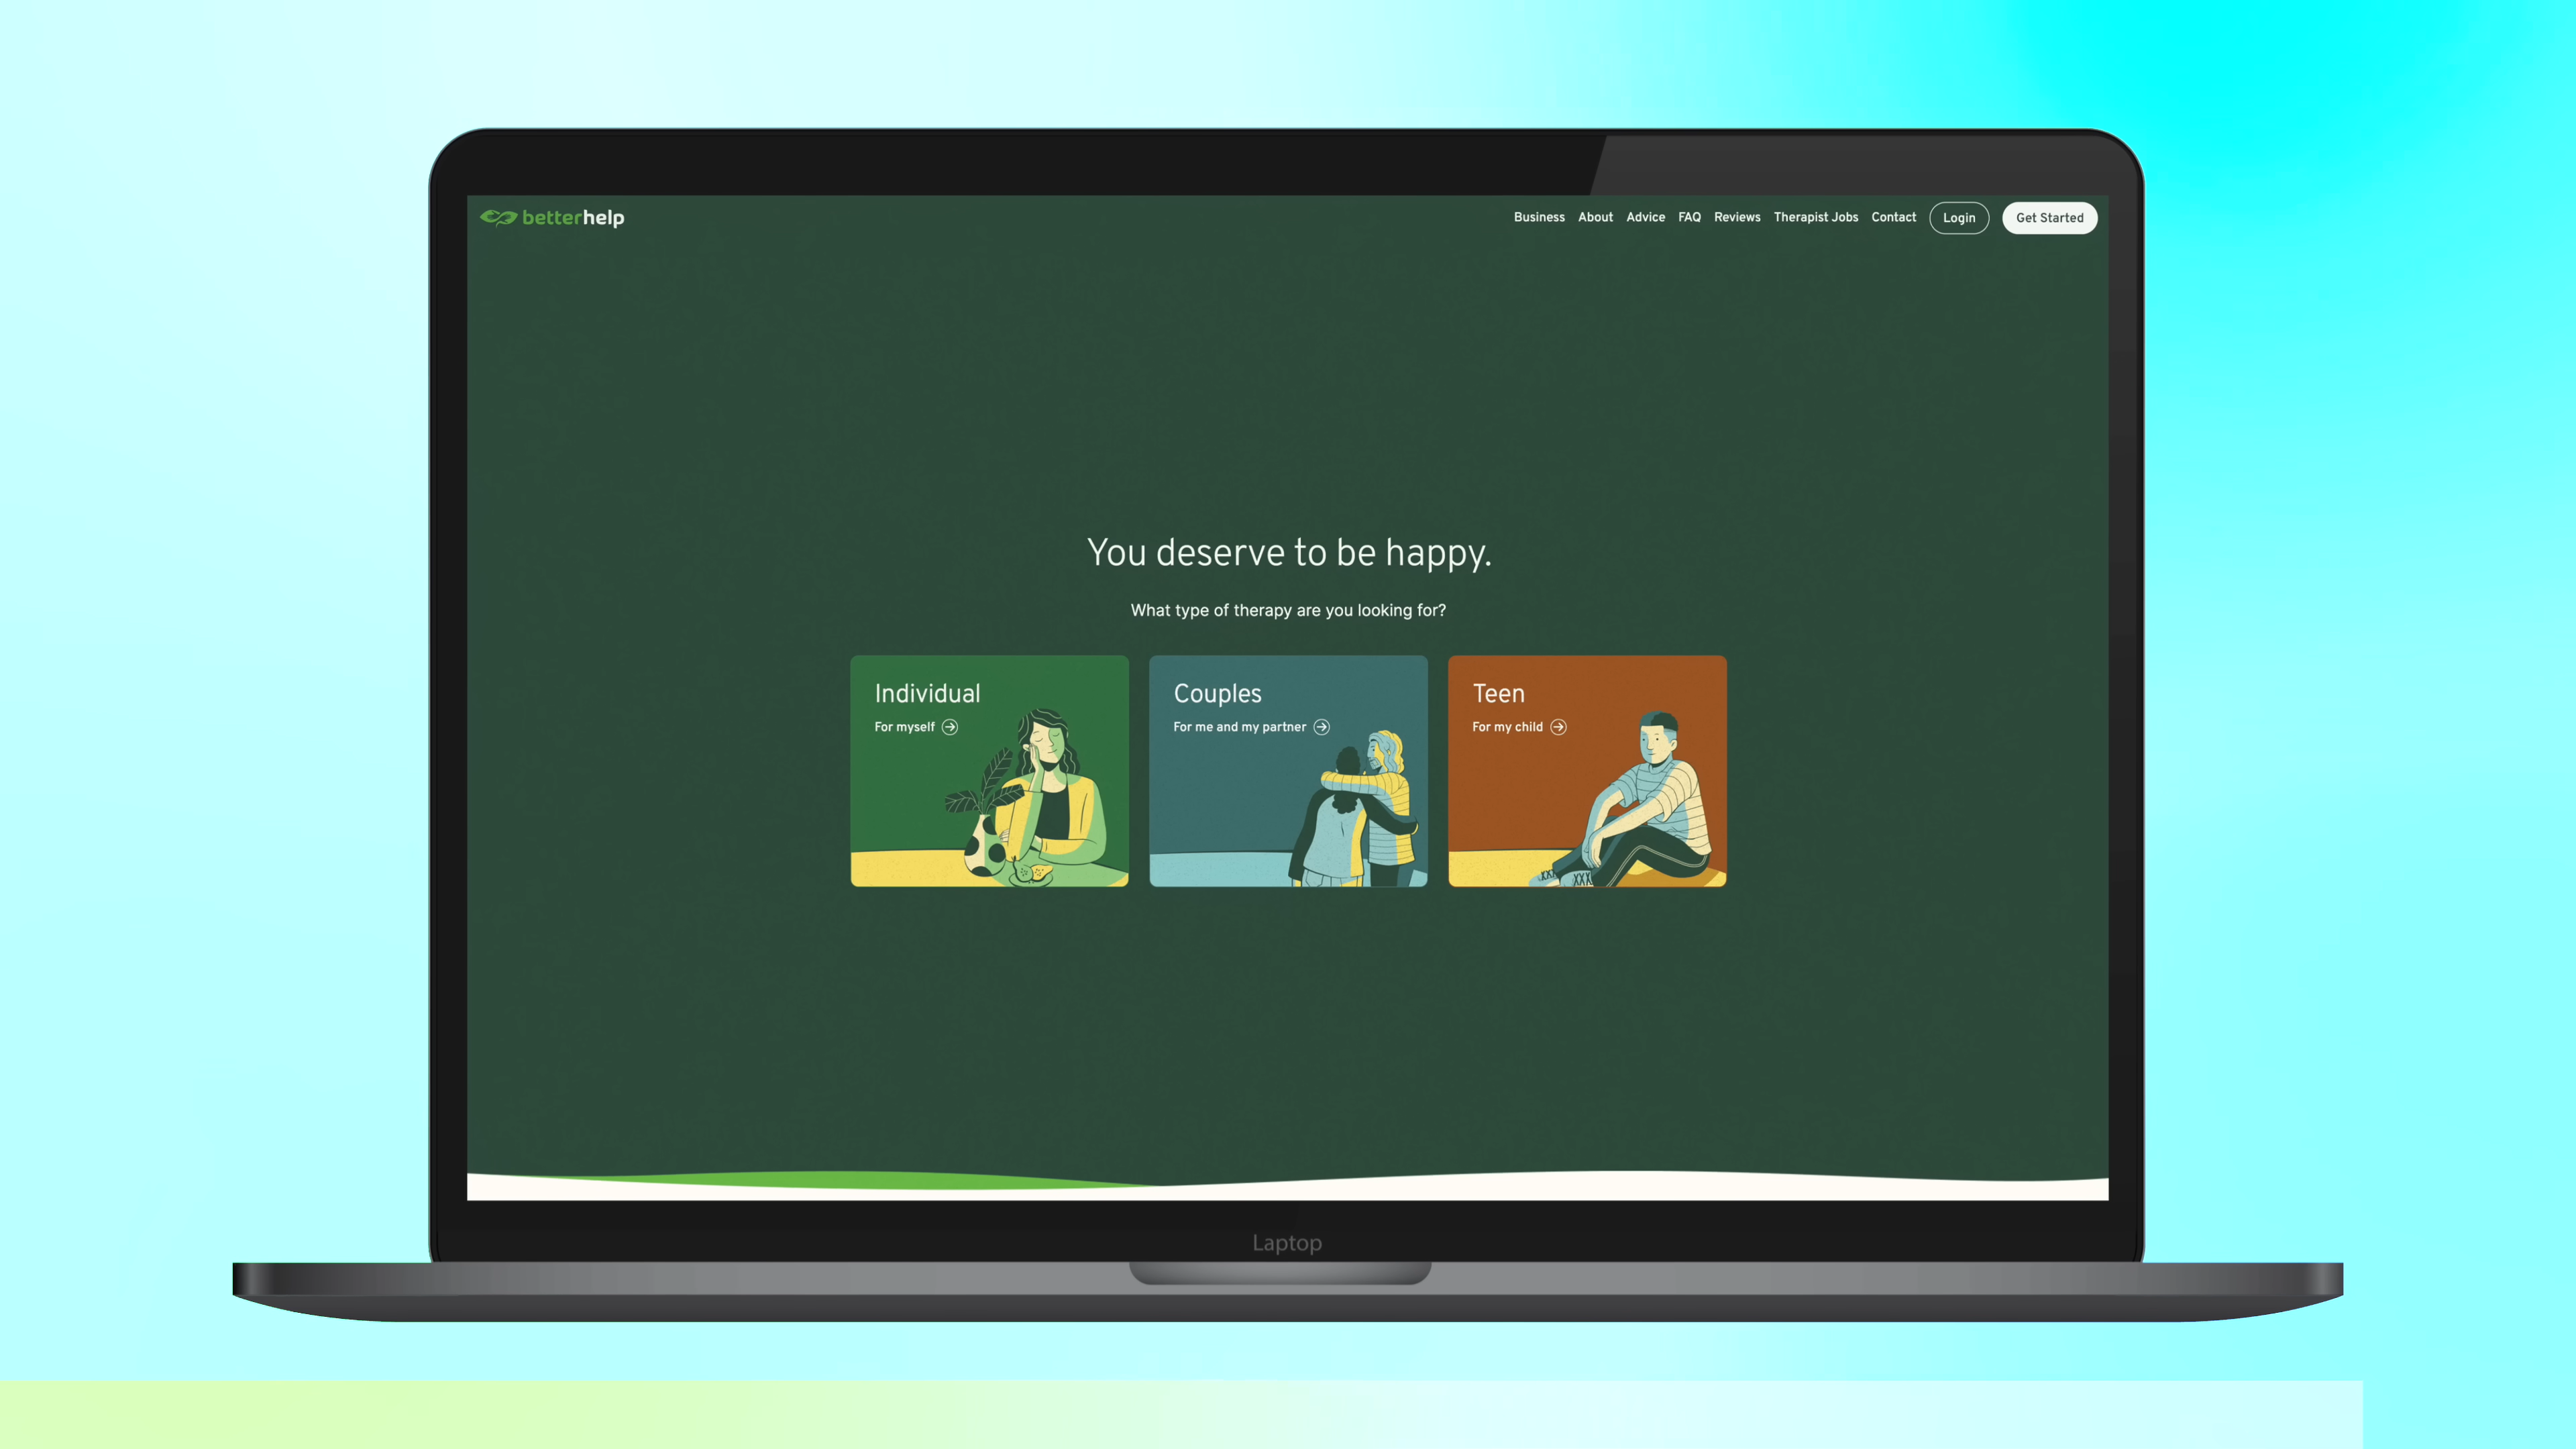 betterhelp
Business About Advice FAQ Reviews Therapist Jobs Contact Login Get Started
You deserve to be happy.
What type of therapy are you looking for?
Individual
For myself
Couples
For me and my partner
Teen
For my child
Laptop